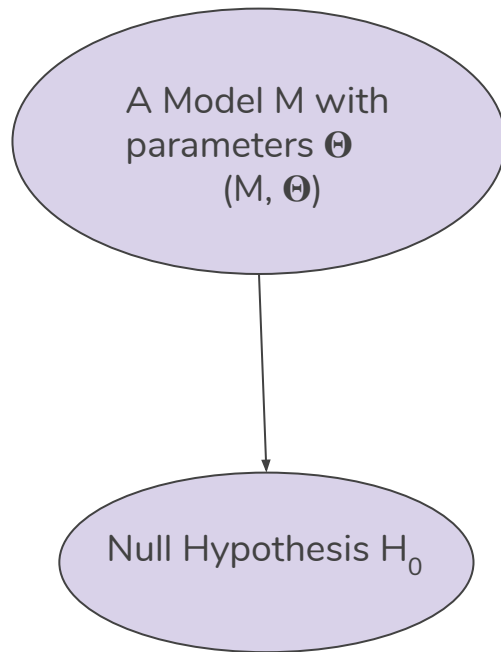 A Model M with
parameters Θ
(M, Θ)
Null Hypothesis H₀